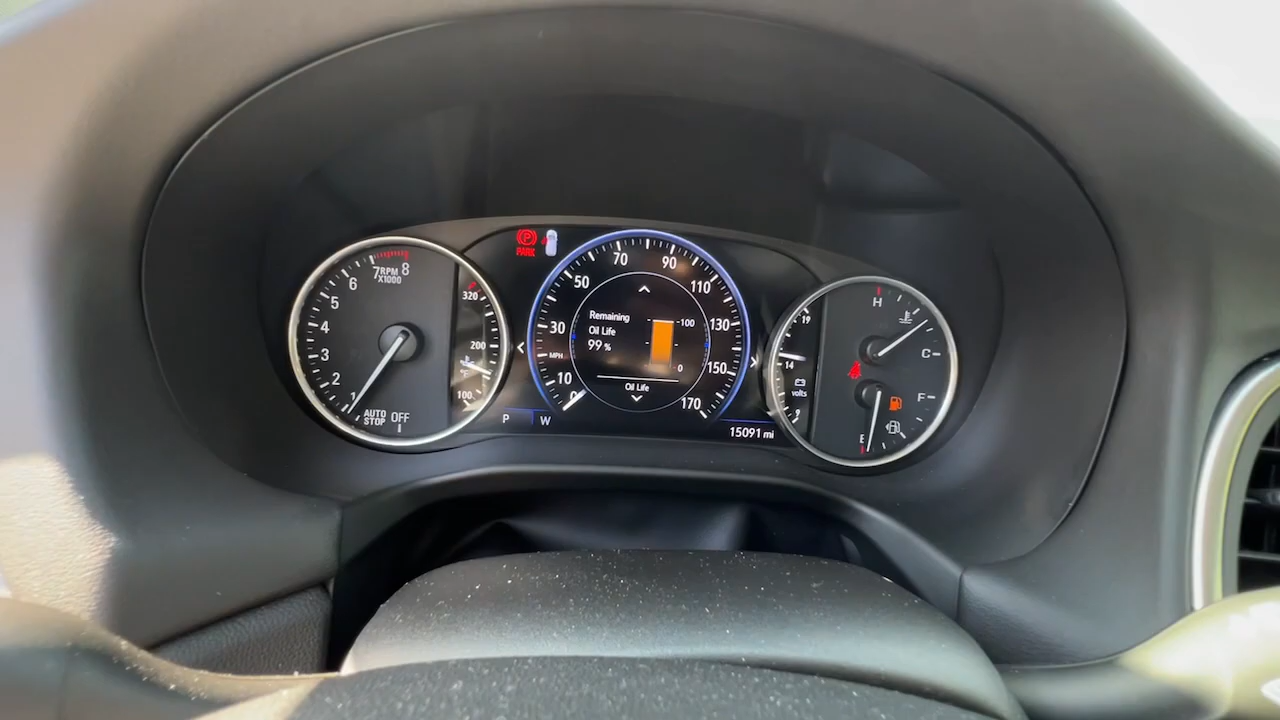 7 RPM 8
X1000
6
5
4
3
2
1
AUTO STOP OFF
320
200
°F
100
PARK
70 90
50 110
30 130
MPH 150
10 170
0
Remaining
Oil Life
99 %
100
0
Oil Life
P W
15091 mi
19
14
volts
H
C
F
E